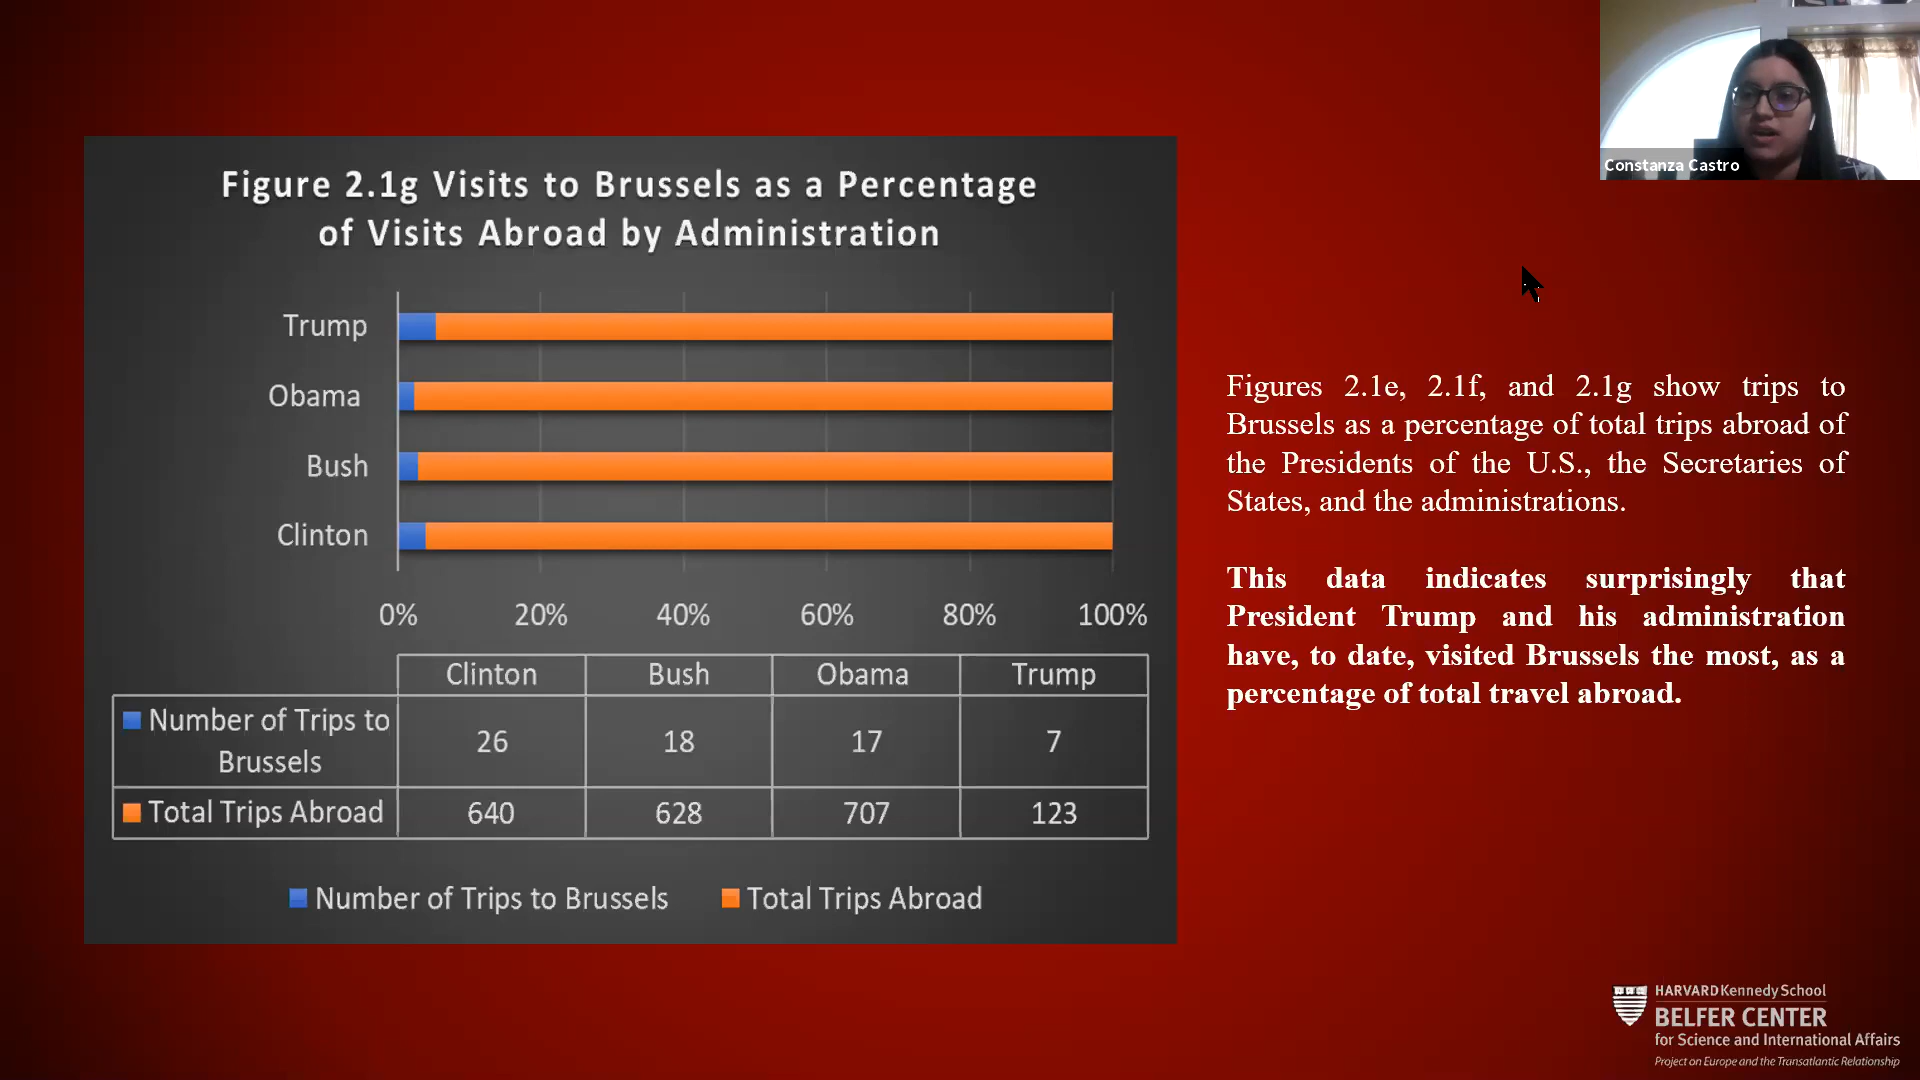 Constanza Castro
Figure 2.1g Visits to Brussels as a Percentage
of Visits Abroad by Administration
Trump
Obama
Bush
Clinton
0% 20% 40% 60% 80% 100%
Clinton Bush Obama Trump
Number of Trips to
Brussels
26 18 17 7
Total Trips Abroad 640 628 707 123
Number of Trips to Brussels Total Trips Abroad
Figures 2.1e, 2.1f, and 2.1g show trips to
Brussels as a percentage of total trips abroad of
the Presidents of the U.S., the Secretaries of
States, and the administrations.
This data indicates surprisingly that
President Trump and his administration
have, to date, visited Brussels the most, as a
percentage of total travel abroad.
HARVARD Kennedy School
BELFER CENTER
for Science and International Affairs
Project on Europe and the Transatlantic Relationship